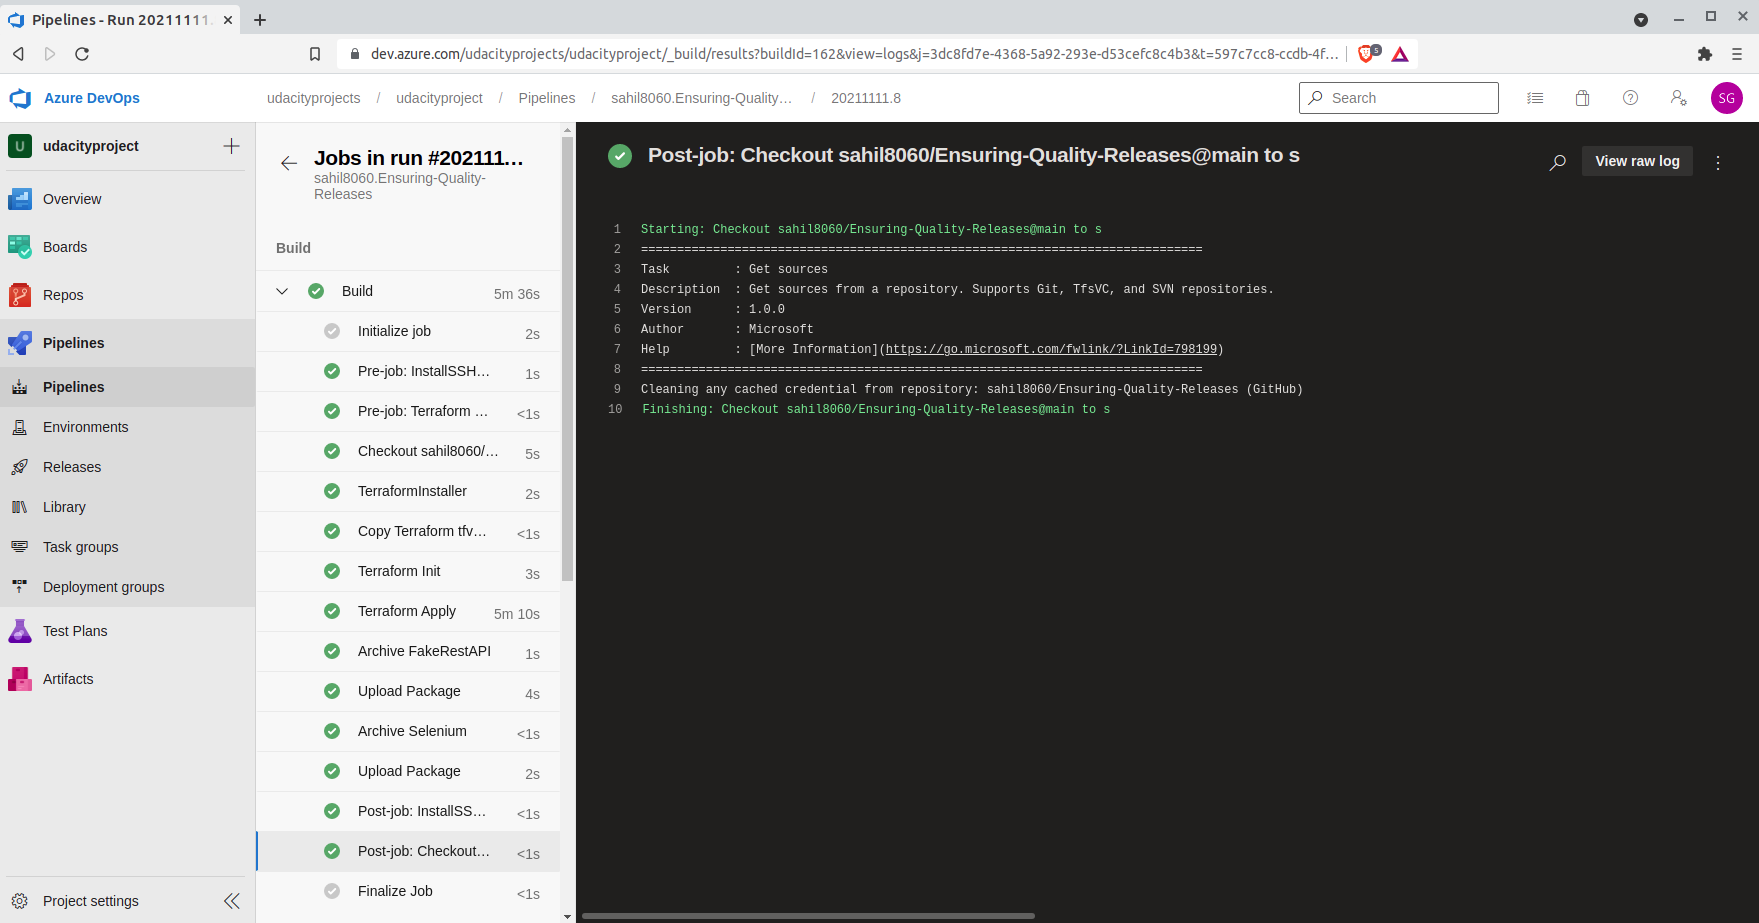 Pipelines - Run 20211111.
dev.azure.com/udacityprojects/udacityproject/_build/results?buildId=162&view=logs&j=3dc8fd7e-4368-5a92-293e-d53cefc8c4b3&t=597c7cc8-ccdb-4f…
5
Azure DevOps
udacityprojects / udacityproject / Pipelines / sahil8060.Ensuring-Quality… / 20211111.8
Search
SG
U
udacityproject
Overview
Boards
Repos
Pipelines
Pipelines
Environments
Releases
Library
Task groups
Deployment groups
Test Plans
Artifacts
Project settings
Jobs in run #202111…
sahil8060.Ensuring-Quality-
Releases
Build
Build 5m 36s
Initialize job 2s
Pre-job: InstallSSH… 1s
Pre-job: Terraform … <1s
Checkout sahil8060/… 5s
TerraformInstaller 2s
Copy Terraform tfv… <1s
Terraform Init 3s
Terraform Apply 5m 10s
Archive FakeRestAPI 1s
Upload Package 4s
Archive Selenium <1s
Upload Package 2s
Post-job: InstallSS… <1s
Post-job: Checkout… <1s
Finalize Job <1s
Post-job: Checkout sahil8060/Ensuring-Quality-Releases@main to s
View raw log
1 Starting: Checkout sahil8060/Ensuring-Quality-Releases@main to s
2 ==============================================================================
3 Task         : Get sources
4 Description  : Get sources from a repository. Supports Git, TfsVC, and SVN repositories.
5 Version      : 1.0.0
6 Author       : Microsoft
7 Help         : [More Information](https://go.microsoft.com/fwlink/?LinkId=798199)
8 ==============================================================================
9 Cleaning any cached credential from repository: sahil8060/Ensuring-Quality-Releases (GitHub)
10 Finishing: Checkout sahil8060/Ensuring-Quality-Releases@main to s